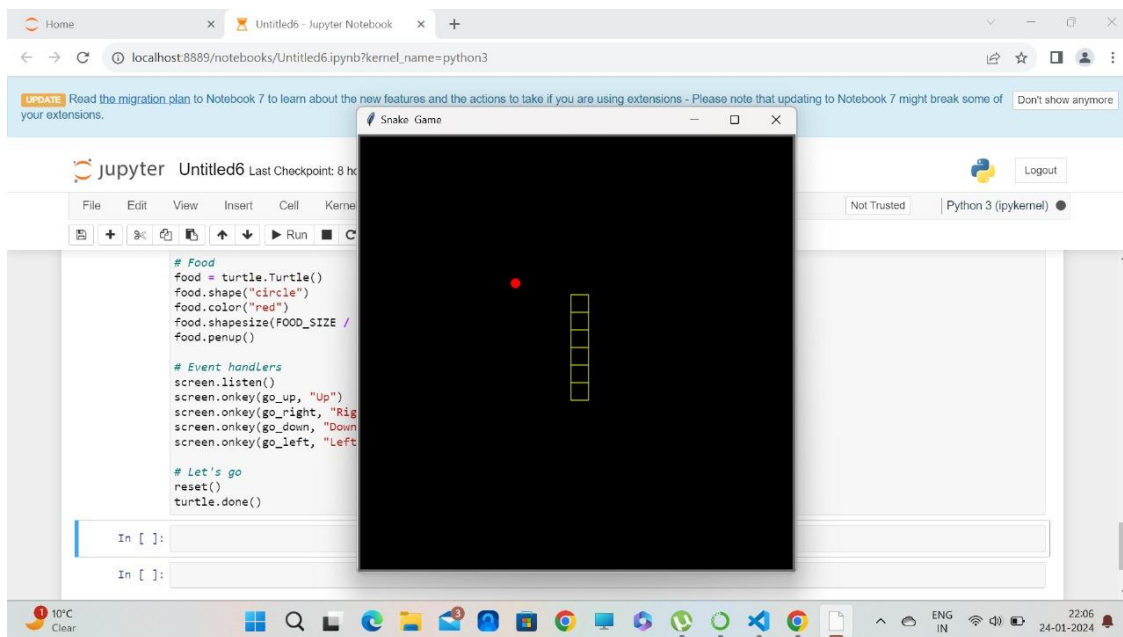 Home
Untitled6 - Jupyter Notebook
localhost:8889/notebooks/Untitled6.ipynb?kernel_name=python3
UPDATE Read the migration plan to Notebook 7 to learn about the new features and the actions to take if you are using extensions - Please note that updating to Notebook 7 might break some of
your extensions.
Don't show anymore
Snake Game
jupyter Untitled6 Last Checkpoint: 8 ho
Logout
File Edit View Insert Cell Kerne
Not Trusted Python 3 (ipykernel)
Run
# Food
food = turtle.Turtle()
food.shape("circle")
food.color("red")
food.shapesize(FOOD_SIZE /
food.penup()
# Event handlers
screen.listen()
screen.onkey(go_up, "Up")
screen.onkey(go_right, "Rig
screen.onkey(go_down, "Down
screen.onkey(go_left, "Left
# Let's go
reset()
turtle.done()
In [ ]:
In [ ]:
1
10°C
Clear
ENG
IN
22:06
24-01-2024